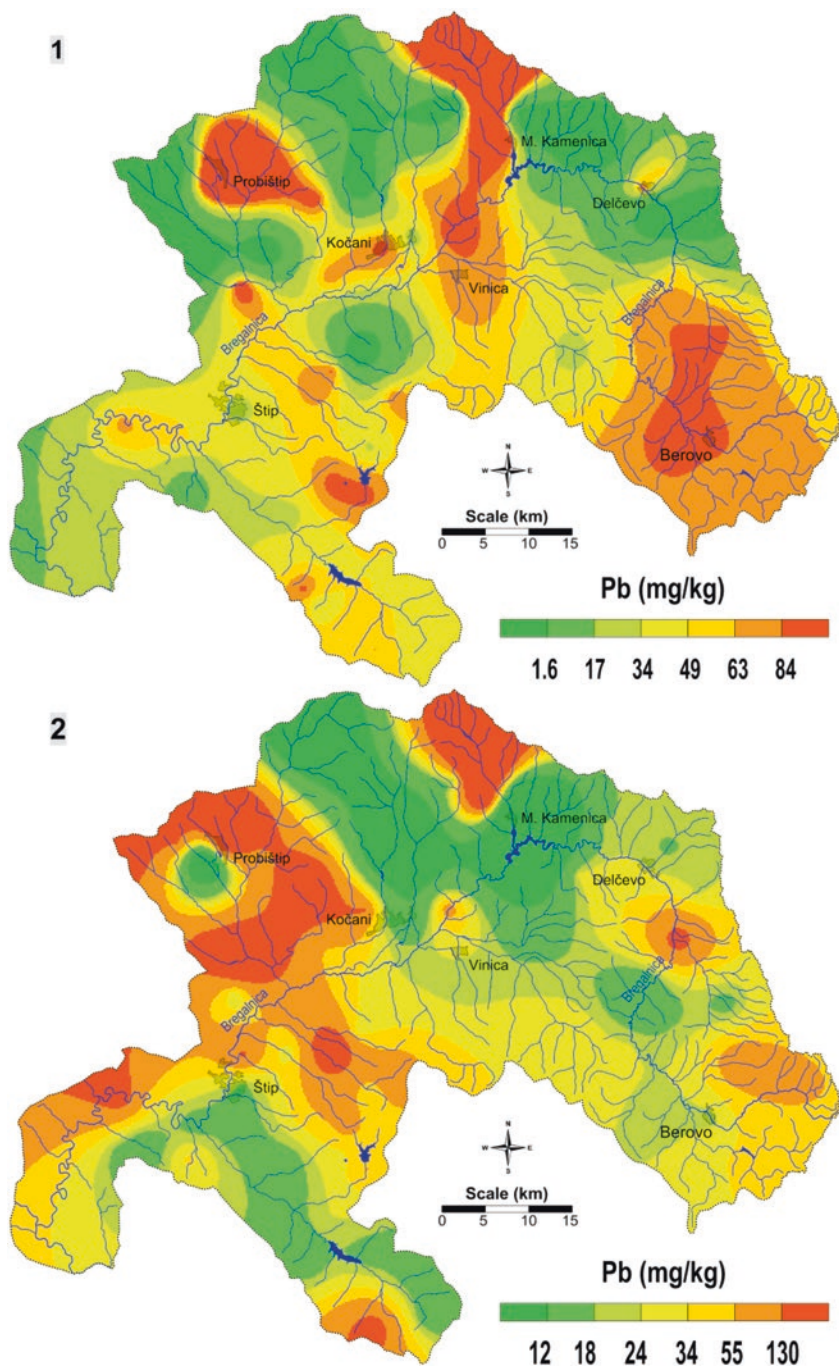 1
M. Kamenica
Probištip
Delčevo
Kočani
Vinica
Bregalnica
Bregalnica
Štip
Berovo
N
W E
S
Scale (km)
0 5 10 15
Pb (mg/kg)
1.6 17 34 49 63 84
2
M. Kamenica
Probištip
Delčevo
Kočani
Vinica
Bregalnica
Bregalnica
Štip
Berovo
N
W E
S
Scale (km)
0 5 10 15
Pb (mg/kg)
12 18 24 34 55 130